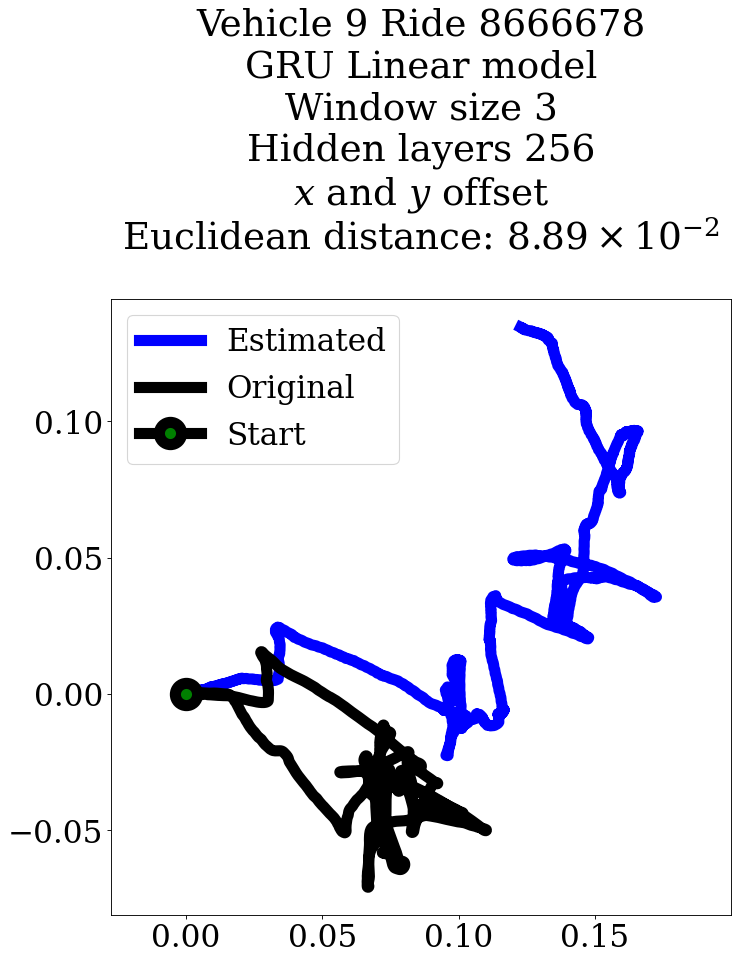 Vehicle 9 Ride 8666678
GRU Linear model
Window size 3
Hidden layers 256
x and y offset
Euclidean distance: 8.89 × 10⁻²
Estimated
Original
Start
0.10
0.05
0.00
−0.05
0.00 0.05 0.10 0.15